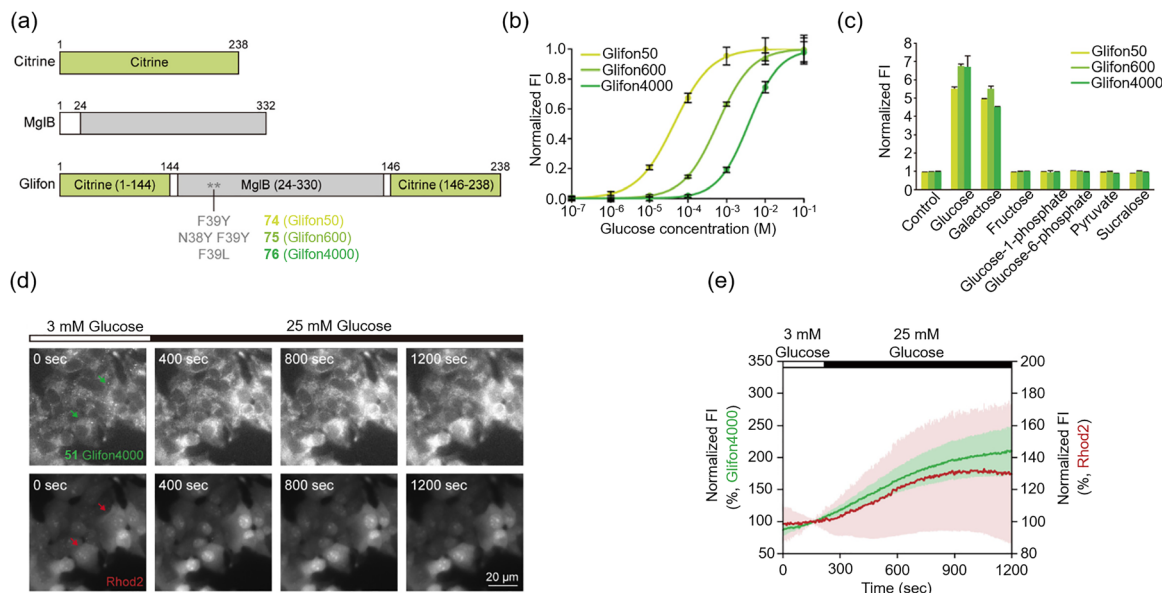 (a)
1 238
Citrine Citrine
1 24 332
MglB
1 144 146 238
Glifon Citrine (1-144) ** MglB (24-330) Citrine (146-238)
F39Y 74 (Glifon50)
N38Y F39Y 75 (Glifon600)
F39L 76 (Gilfon4000)
(b)
Normalized FI
1.0
0.8
0.6
0.4
0.2
0.0
Glifon50
Glifon600
Glifon4000
10-7 10-6 10-5 10-4 10-3 10-2 10-1
Glucose concentration (M)
(c)
Normalized FI
8
7
6
5
4
3
2
1
0
Glifon50
Glifon600
Glifon4000
Control
Glucose
Galactose
Fructose
Glucose-1-phosphate
Glucose-6-phosphate
Pyruvate
Sucralose
(d)
3 mM Glucose 25 mM Glucose
0 sec 400 sec 800 sec 1200 sec
51 Glifon4000
0 sec 400 sec 800 sec 1200 sec
Rhod2
20 μm
(e)
3 mM
Glucose
25 mM
Glucose
Normalized FI
(%, Glifon4000)
350
300
250
200
150
100
50
200
180
160
140
120
100
80
Normalized FI
(%, Rhod2)
0 300 600 900 1200
Time (sec)